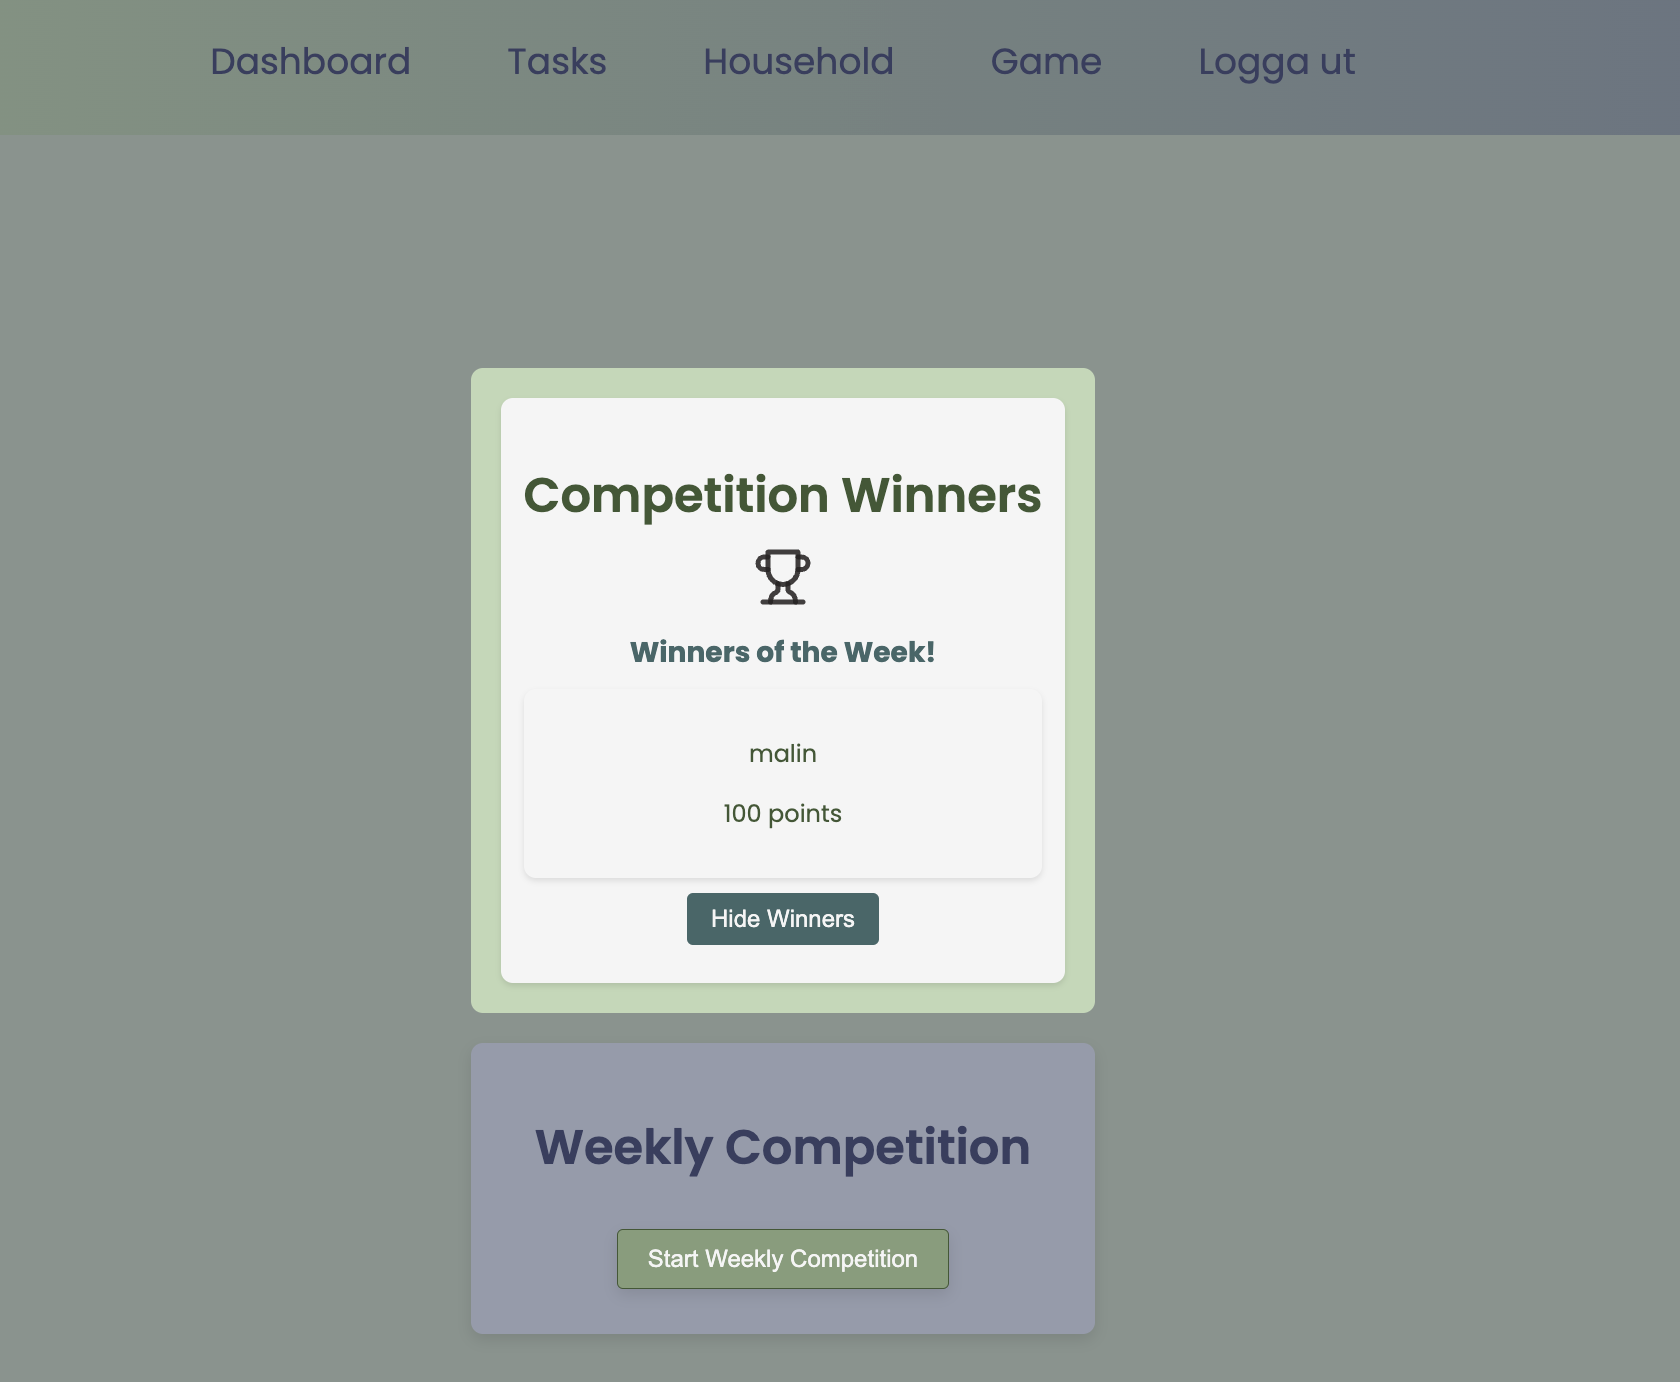 Dashboard Tasks Household Game Logga ut
Competition Winners
Winners of the Week!
malin
100 points
Hide Winners
Weekly Competition
Start Weekly Competition